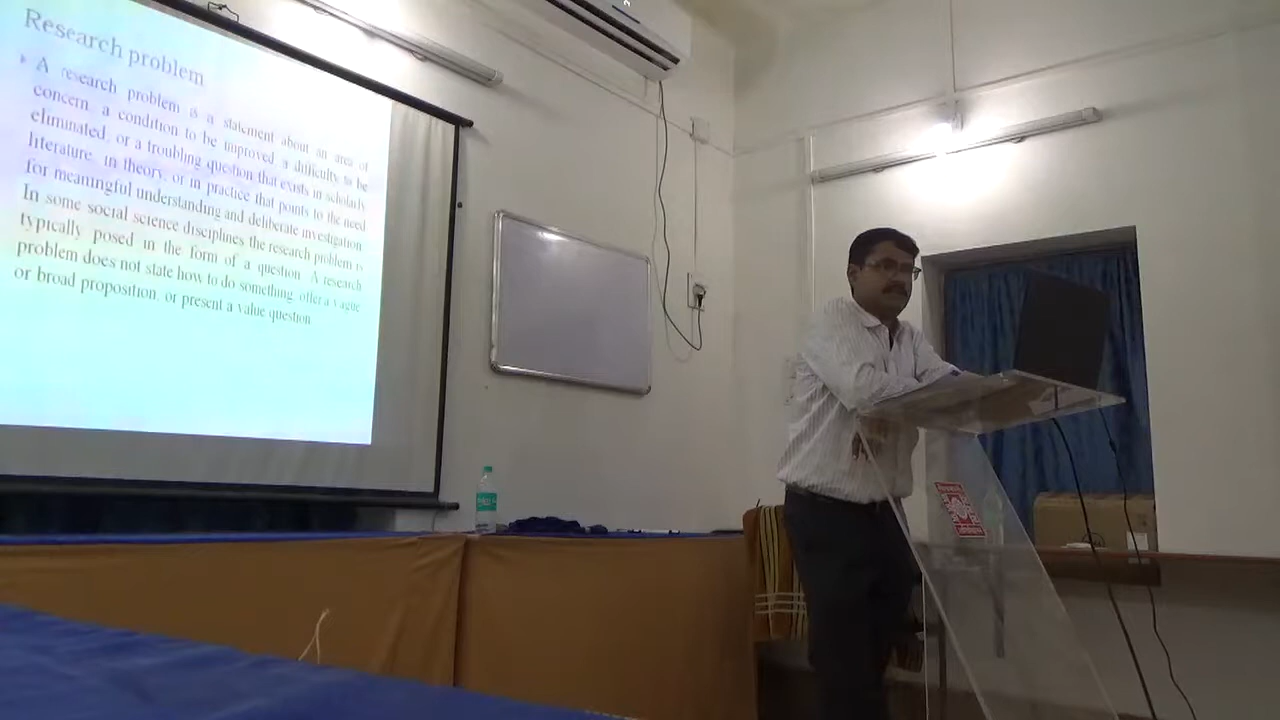 Research problem
A research problem is a statement about an area of
concern, a condition to be improved, a difficulty to be
eliminated, or a troubling question that exists in scholarly
literature, in theory, or in practice that points to the need
for meaningful understanding and deliberate investigation.
In some social science disciplines the research problem is
typically posed in the form of a question. A research
problem does not state how to do something, offer a vague
or broad proposition, or present a value question.